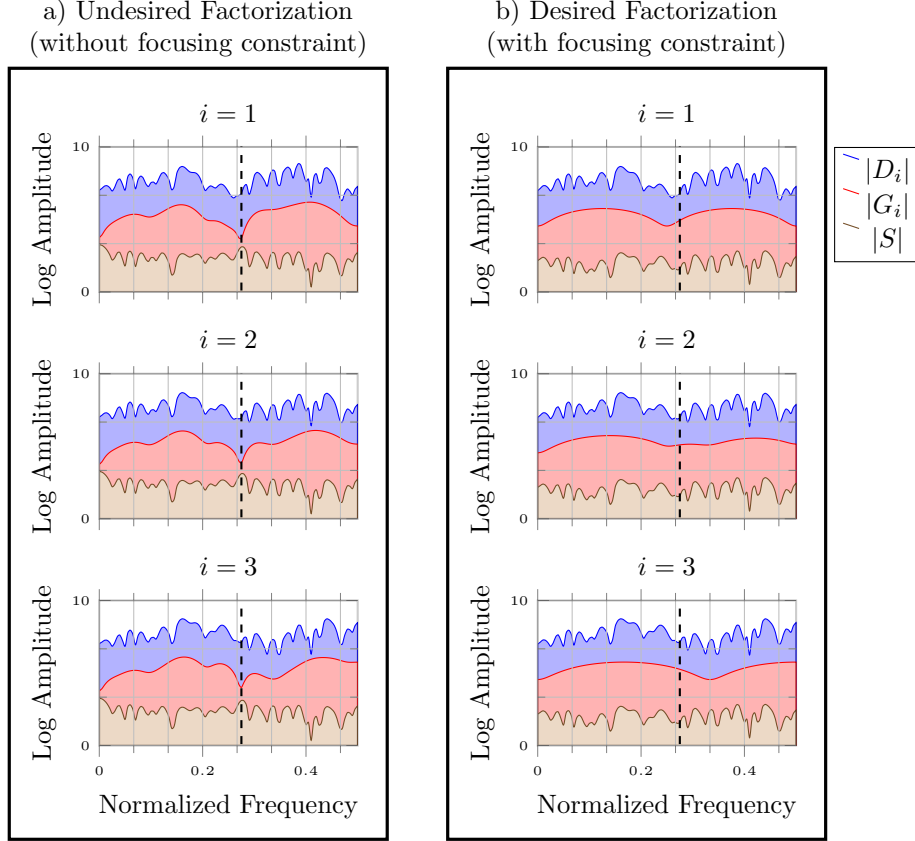 a) Undesired Factorization
(without focusing constraint)
i = 1
Log Amplitude
10
0
i = 2
Log Amplitude
10
0
i = 3
Log Amplitude
10
0
0
0.2
0.4
Normalized Frequency
b) Desired Factorization
(with focusing constraint)
i = 1
Log Amplitude
10
0
i = 2
Log Amplitude
10
0
i = 3
Log Amplitude
10
0
0
0.2
0.4
Normalized Frequency
|D_i|
|G_i|
|S|